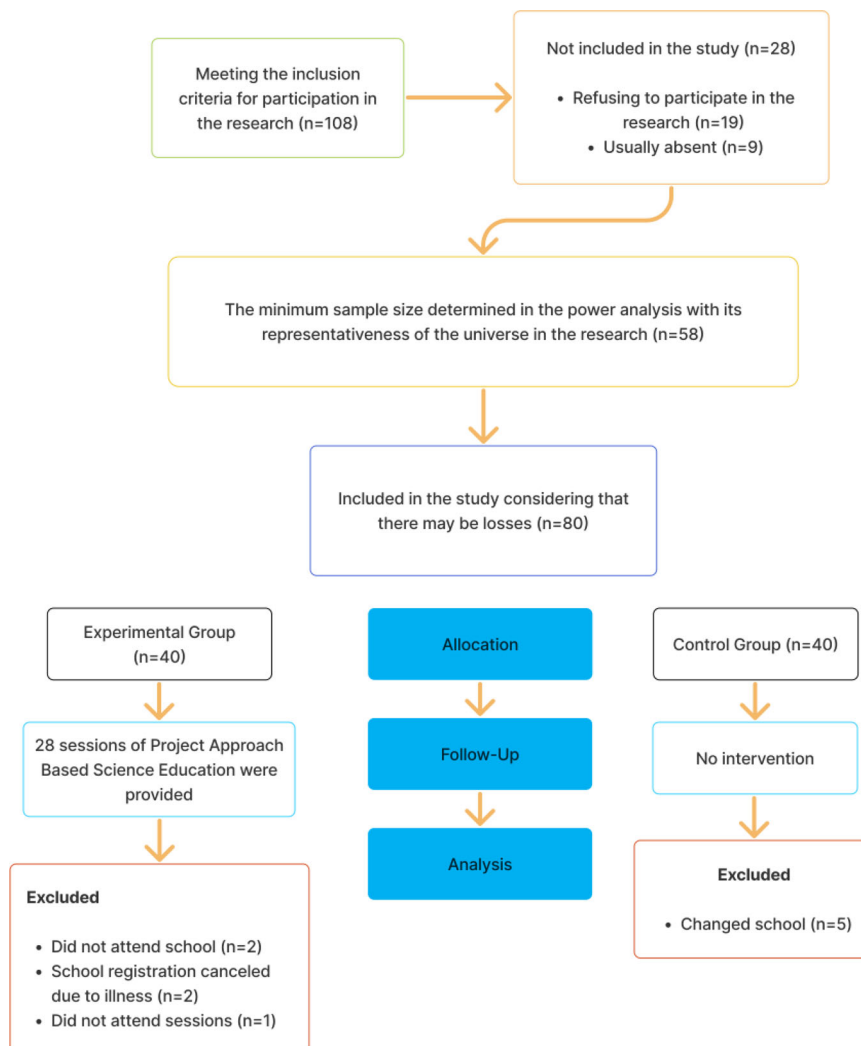 Meeting the inclusion
criteria for participation in
the research (n=108)
Not included in the study (n=28)
• Refusing to participate in the
research (n=19)
• Usually absent (n=9)
The minimum sample size determined in the power analysis with its
representativeness of the universe in the research (n=58)
Included in the study considering that
there may be losses (n=80)
Experimental Group
(n=40)
Allocation
Control Group (n=40)
28 sessions of Project Approach
Based Science Education were
provided
Follow-Up
No intervention
Analysis
Excluded
• Did not attend school (n=2)
• School registration canceled
due to illness (n=2)
• Did not attend sessions (n=1)
Excluded
• Changed school (n=5)